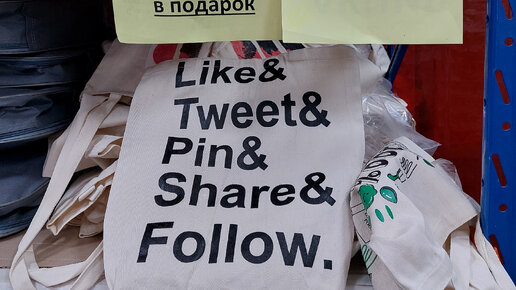 в подарок
Like&
Tweet&
Pin&
Share&
Follow.